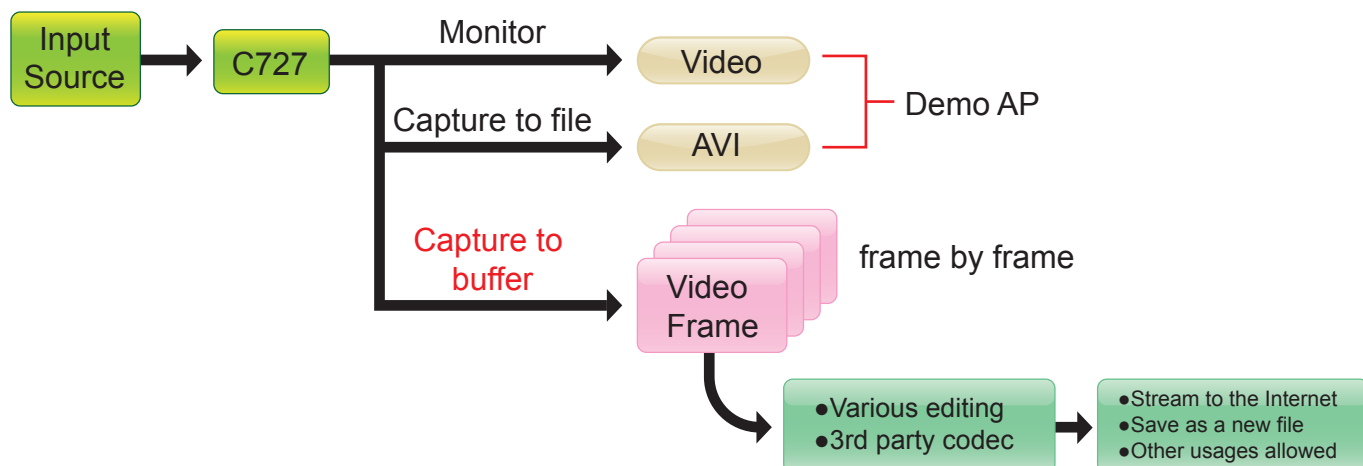 Input
Source
C727
Monitor
Video
Capture to file
AVI
Demo AP
Capture to
buffer
Video
Frame
frame by frame
●Various editing
●3rd party codec
●Stream to the Internet
●Save as a new file
●Other usages allowed